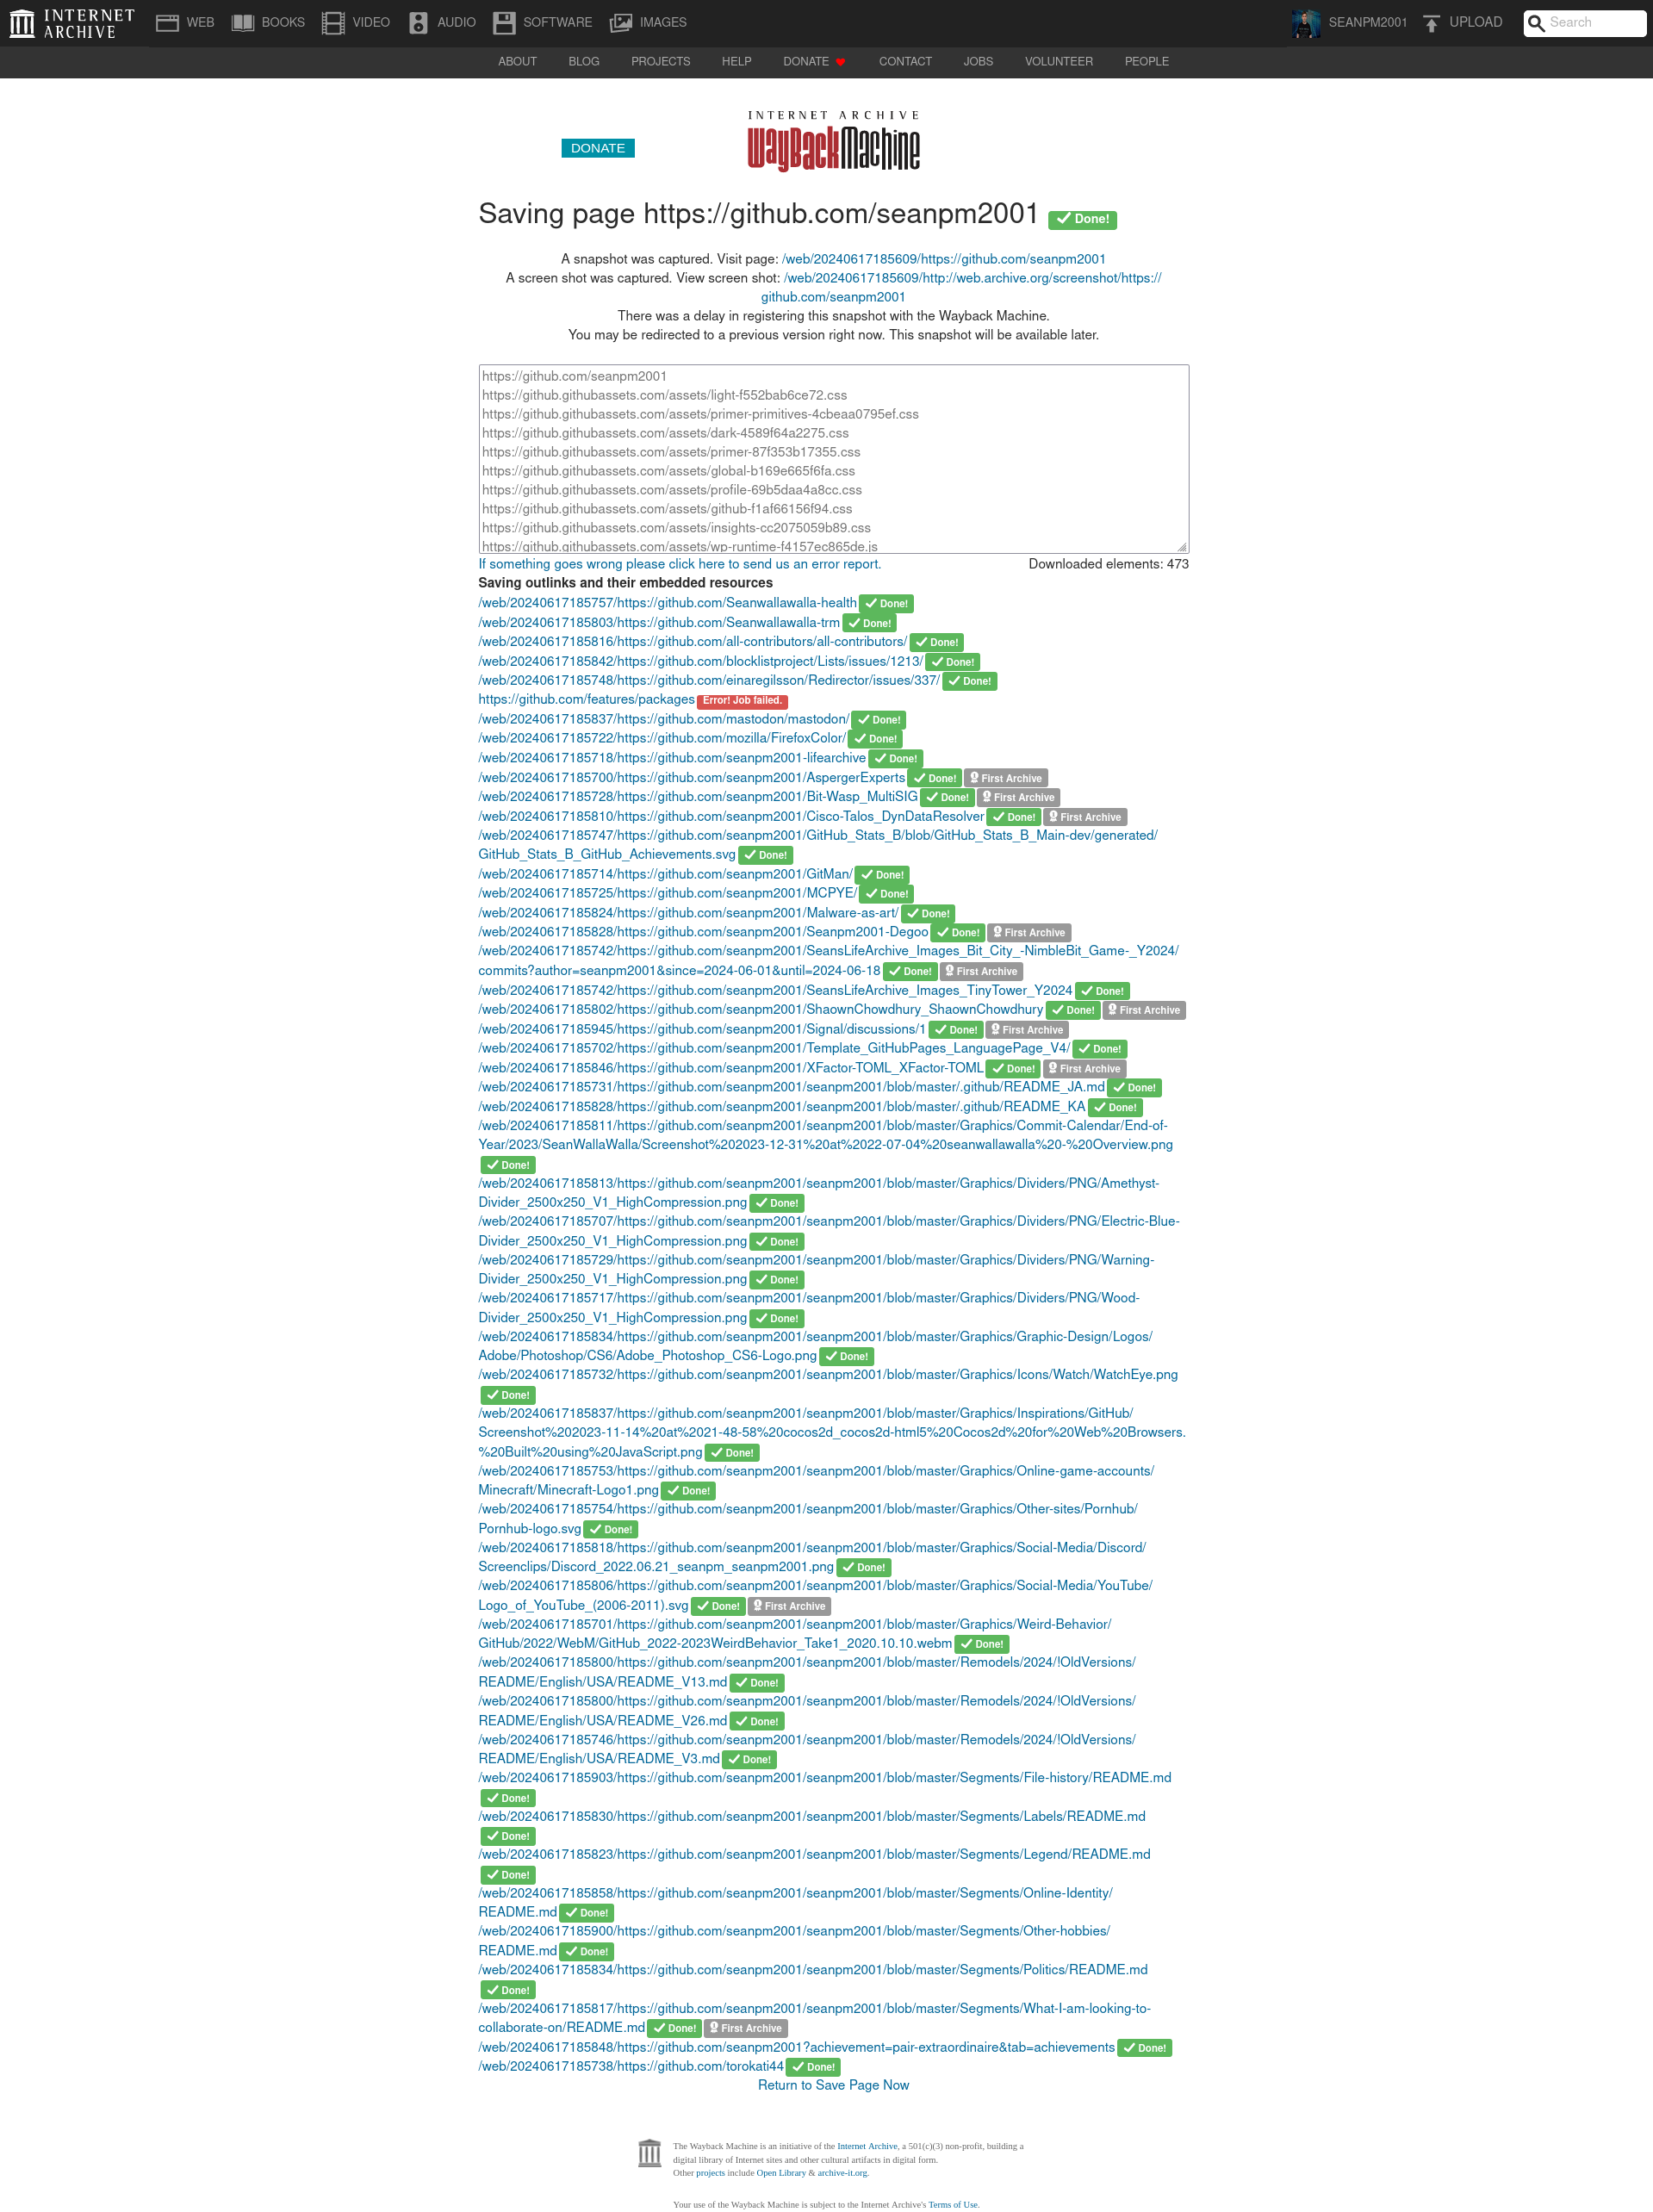 INTERNET ARCHIVE
WEB BOOKS VIDEO AUDIO SOFTWARE IMAGES SEANPM2001 UPLOAD Search
ABOUT BLOG PROJECTS HELP DONATE CONTACT JOBS VOLUNTEER PEOPLE
INTERNET ARCHIVE
DONATE WayBackMachine
Saving page https://github.com/seanpm2001 Done!
A snapshot was captured. Visit page: /web/20240617185609/https://github.com/seanpm2001
A screen shot was captured. View screen shot: /web/20240617185609/http://web.archive.org/screenshot/https://
github.com/seanpm2001
There was a delay in registering this snapshot with the Wayback Machine.
You may be redirected to a previous version right now. This snapshot will be available later.
https://github.com/seanpm2001
https://github.githubassets.com/assets/light-f552bab6ce72.css
https://github.githubassets.com/assets/primer-primitives-4cbeaa0795ef.css
https://github.githubassets.com/assets/dark-4589f64a2275.css
https://github.githubassets.com/assets/primer-87f353b17355.css
https://github.githubassets.com/assets/global-b169e665f6fa.css
https://github.githubassets.com/assets/profile-69b5daa4a8cc.css
https://github.githubassets.com/assets/github-f1af66156f94.css
https://github.githubassets.com/assets/insights-cc2075059b89.css
https://github.githubassets.com/assets/wp-runtime-f4157ec865de.js
If something goes wrong please click here to send us an error report. Downloaded elements: 473
Saving outlinks and their embedded resources
/web/20240617185757/https://github.com/Seanwallawalla-health Done!
/web/20240617185803/https://github.com/Seanwallawalla-trm Done!
/web/20240617185816/https://github.com/all-contributors/all-contributors/ Done!
/web/20240617185842/https://github.com/blocklistproject/Lists/issues/1213/ Done!
/web/20240617185748/https://github.com/einaregilsson/Redirector/issues/337/ Done!
https://github.com/features/packages Error! Job failed.
/web/20240617185837/https://github.com/mastodon/mastodon/ Done!
/web/20240617185722/https://github.com/mozilla/FirefoxColor/ Done!
/web/20240617185718/https://github.com/seanpm2001-lifearchive Done!
/web/20240617185700/https://github.com/seanpm2001/AspergerExperts Done! First Archive
/web/20240617185728/https://github.com/seanpm2001/Bit-Wasp_MultiSIG Done! First Archive
/web/20240617185810/https://github.com/seanpm2001/Cisco-Talos_DynDataResolver Done! First Archive
/web/20240617185747/https://github.com/seanpm2001/GitHub_Stats_B/blob/GitHub_Stats_B_Main-dev/generated/
GitHub_Stats_B_GitHub_Achievements.svg Done!
/web/20240617185714/https://github.com/seanpm2001/GitMan/ Done!
/web/20240617185725/https://github.com/seanpm2001/MCPYE/ Done!
/web/20240617185824/https://github.com/seanpm2001/Malware-as-art/ Done!
/web/20240617185828/https://github.com/seanpm2001/Seanpm2001-Degoo Done! First Archive
/web/20240617185742/https://github.com/seanpm2001/SeansLifeArchive_Images_Bit_City_-NimbleBit_Game-_Y2024/
commits?author=seanpm2001&since=2024-06-01&until=2024-06-18 Done! First Archive
/web/20240617185742/https://github.com/seanpm2001/SeansLifeArchive_Images_TinyTower_Y2024 Done!
/web/20240617185802/https://github.com/seanpm2001/ShaownChowdhury_ShaownChowdhury Done! First Archive
/web/20240617185945/https://github.com/seanpm2001/Signal/discussions/1 Done! First Archive
/web/20240617185702/https://github.com/seanpm2001/Template_GitHubPages_LanguagePage_V4/ Done!
/web/20240617185846/https://github.com/seanpm2001/XFactor-TOML_XFactor-TOML Done! First Archive
/web/20240617185731/https://github.com/seanpm2001/seanpm2001/blob/master/.github/README_JA.md Done!
/web/20240617185828/https://github.com/seanpm2001/seanpm2001/blob/master/.github/README_KA Done!
/web/20240617185811/https://github.com/seanpm2001/seanpm2001/blob/master/Graphics/Commit-Calendar/End-of-
Year/2023/SeanWallaWalla/Screenshot%202023-12-31%20at%2022-07-04%20seanwallawalla%20-%20Overview.png
Done!
/web/20240617185813/https://github.com/seanpm2001/seanpm2001/blob/master/Graphics/Dividers/PNG/Amethyst-
Divider_2500x250_V1_HighCompression.png Done!
/web/20240617185707/https://github.com/seanpm2001/seanpm2001/blob/master/Graphics/Dividers/PNG/Electric-Blue-
Divider_2500x250_V1_HighCompression.png Done!
/web/20240617185729/https://github.com/seanpm2001/seanpm2001/blob/master/Graphics/Dividers/PNG/Warning-
Divider_2500x250_V1_HighCompression.png Done!
/web/20240617185717/https://github.com/seanpm2001/seanpm2001/blob/master/Graphics/Dividers/PNG/Wood-
Divider_2500x250_V1_HighCompression.png Done!
/web/20240617185834/https://github.com/seanpm2001/seanpm2001/blob/master/Graphics/Graphic-Design/Logos/
Adobe/Photoshop/CS6/Adobe_Photoshop_CS6-Logo.png Done!
/web/20240617185732/https://github.com/seanpm2001/seanpm2001/blob/master/Graphics/Icons/Watch/WatchEye.png
Done!
/web/20240617185837/https://github.com/seanpm2001/seanpm2001/blob/master/Graphics/Inspirations/GitHub/
Screenshot%202023-11-14%20at%2021-48-58%20cocos2d_cocos2d-html5%20Cocos2d%20for%20Web%20Browsers.
%20Built%20using%20JavaScript.png Done!
/web/20240617185753/https://github.com/seanpm2001/seanpm2001/blob/master/Graphics/Online-game-accounts/
Minecraft/Minecraft-Logo1.png Done!
/web/20240617185754/https://github.com/seanpm2001/seanpm2001/blob/master/Graphics/Other-sites/Pornhub/
Pornhub-logo.svg Done!
/web/20240617185818/https://github.com/seanpm2001/seanpm2001/blob/master/Graphics/Social-Media/Discord/
Screenclips/Discord_2022.06.21_seanpm_seanpm2001.png Done!
/web/20240617185806/https://github.com/seanpm2001/seanpm2001/blob/master/Graphics/Social-Media/YouTube/
Logo_of_YouTube_(2006-2011).svg Done! First Archive
/web/20240617185701/https://github.com/seanpm2001/seanpm2001/blob/master/Graphics/Weird-Behavior/
GitHub/2022/WebM/GitHub_2022-2023WeirdBehavior_Take1_2020.10.10.webm Done!
/web/20240617185800/https://github.com/seanpm2001/seanpm2001/blob/master/Remodels/2024/!OldVersions/
README/English/USA/README_V13.md Done!
/web/20240617185800/https://github.com/seanpm2001/seanpm2001/blob/master/Remodels/2024/!OldVersions/
README/English/USA/README_V26.md Done!
/web/20240617185746/https://github.com/seanpm2001/seanpm2001/blob/master/Remodels/2024/!OldVersions/
README/English/USA/README_V3.md Done!
/web/20240617185903/https://github.com/seanpm2001/seanpm2001/blob/master/Segments/File-history/README.md
Done!
/web/20240617185830/https://github.com/seanpm2001/seanpm2001/blob/master/Segments/Labels/README.md
Done!
/web/20240617185823/https://github.com/seanpm2001/seanpm2001/blob/master/Segments/Legend/README.md
Done!
/web/20240617185858/https://github.com/seanpm2001/seanpm2001/blob/master/Segments/Online-Identity/
README.md Done!
/web/20240617185900/https://github.com/seanpm2001/seanpm2001/blob/master/Segments/Other-hobbies/
README.md Done!
/web/20240617185834/https://github.com/seanpm2001/seanpm2001/blob/master/Segments/Politics/README.md
Done!
/web/20240617185817/https://github.com/seanpm2001/seanpm2001/blob/master/Segments/What-I-am-looking-to-
collaborate-on/README.md Done! First Archive
/web/20240617185848/https://github.com/seanpm2001?achievement=pair-extraordinaire&tab=achievements Done!
/web/20240617185738/https://github.com/torokati44 Done!
Return to Save Page Now
The Wayback Machine is an initiative of the Internet Archive, a 501(c)(3) non-profit, building a
digital library of Internet sites and other cultural artifacts in digital form.
Other projects include Open Library & archive-it.org.
Your use of the Wayback Machine is subject to the Internet Archive's Terms of Use.